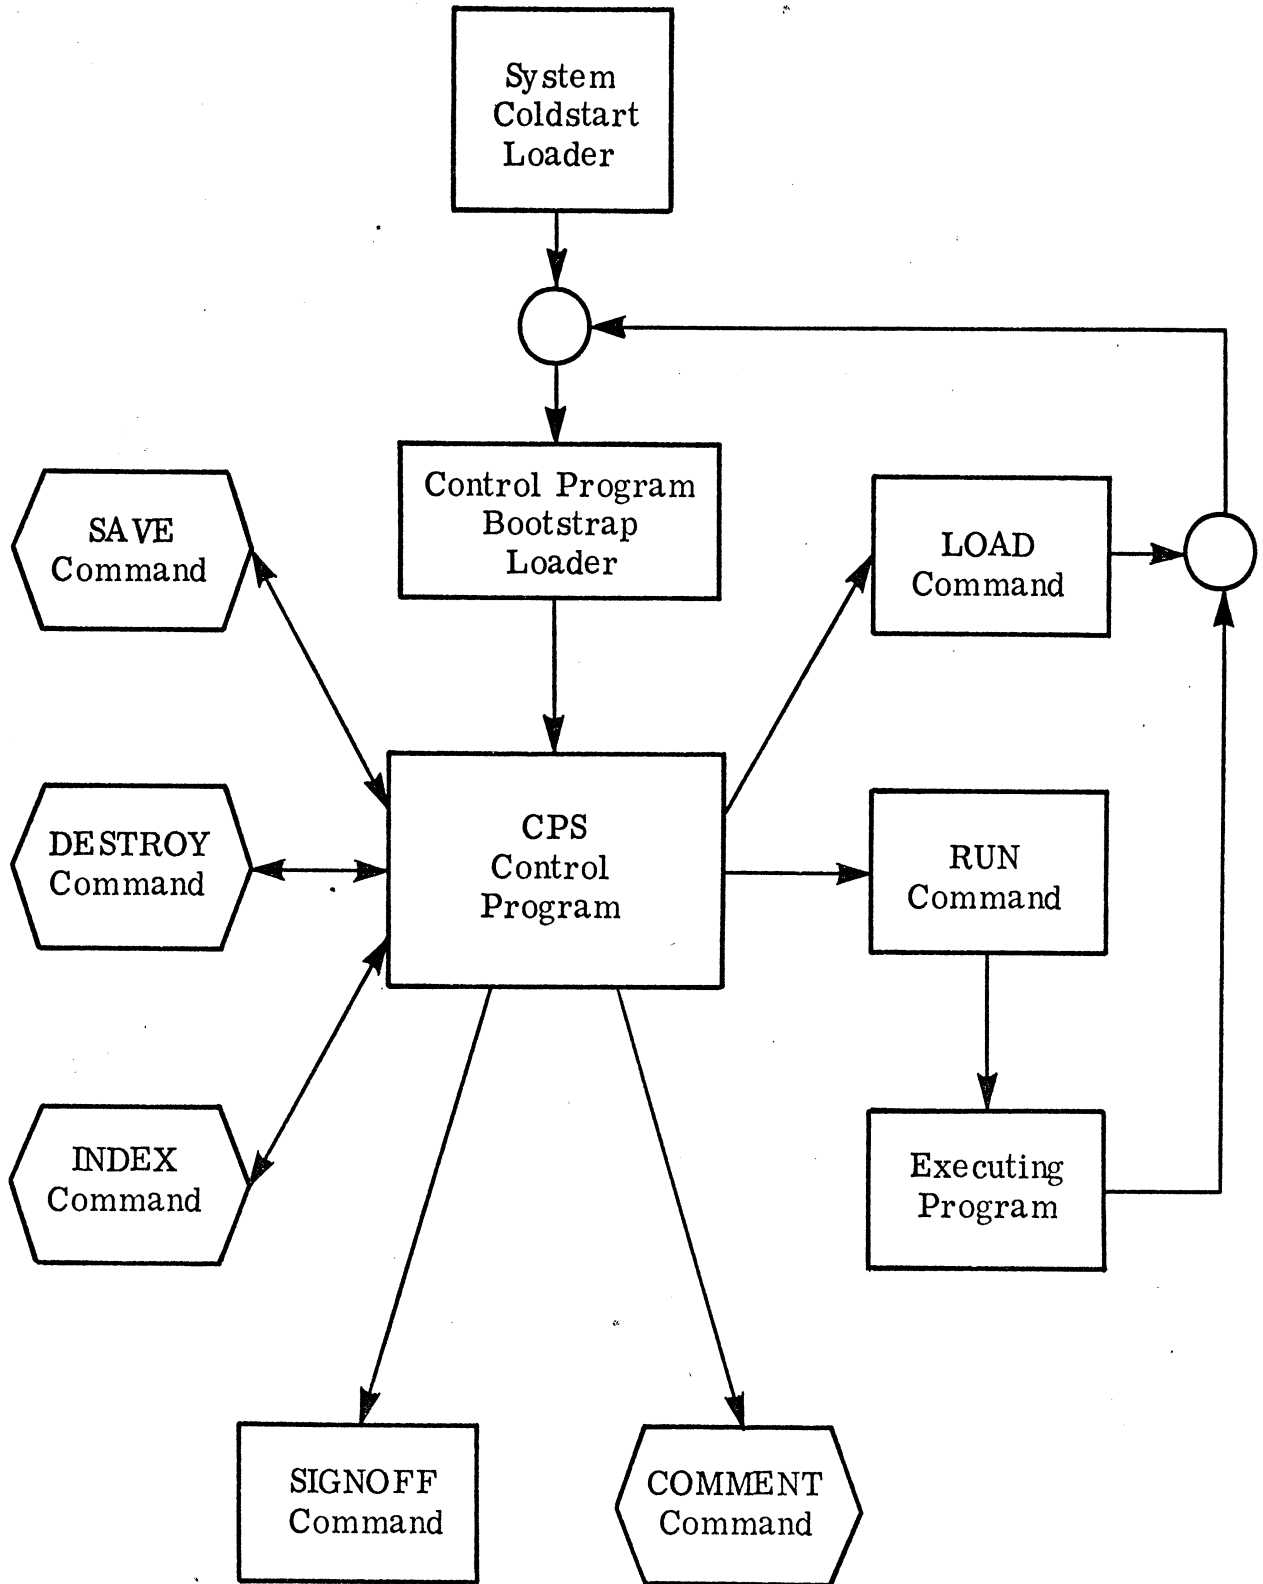 System
Coldstart
Loader
Control Program
Bootstrap
Loader
SAVE
Command
LOAD
Command
DESTROY
Command
CPS
Control
Program
RUN
Command
INDEX
Command
Executing
Program
SIGNOFF
Command
COMMENT
Command